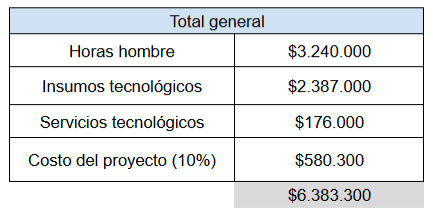 Total general
Horas hombre $3.240.000
Insumos tecnológicos $2.387.000
Servicios tecnológicos $176.000
Costo del proyecto (10%) $580.300
$6.383.300